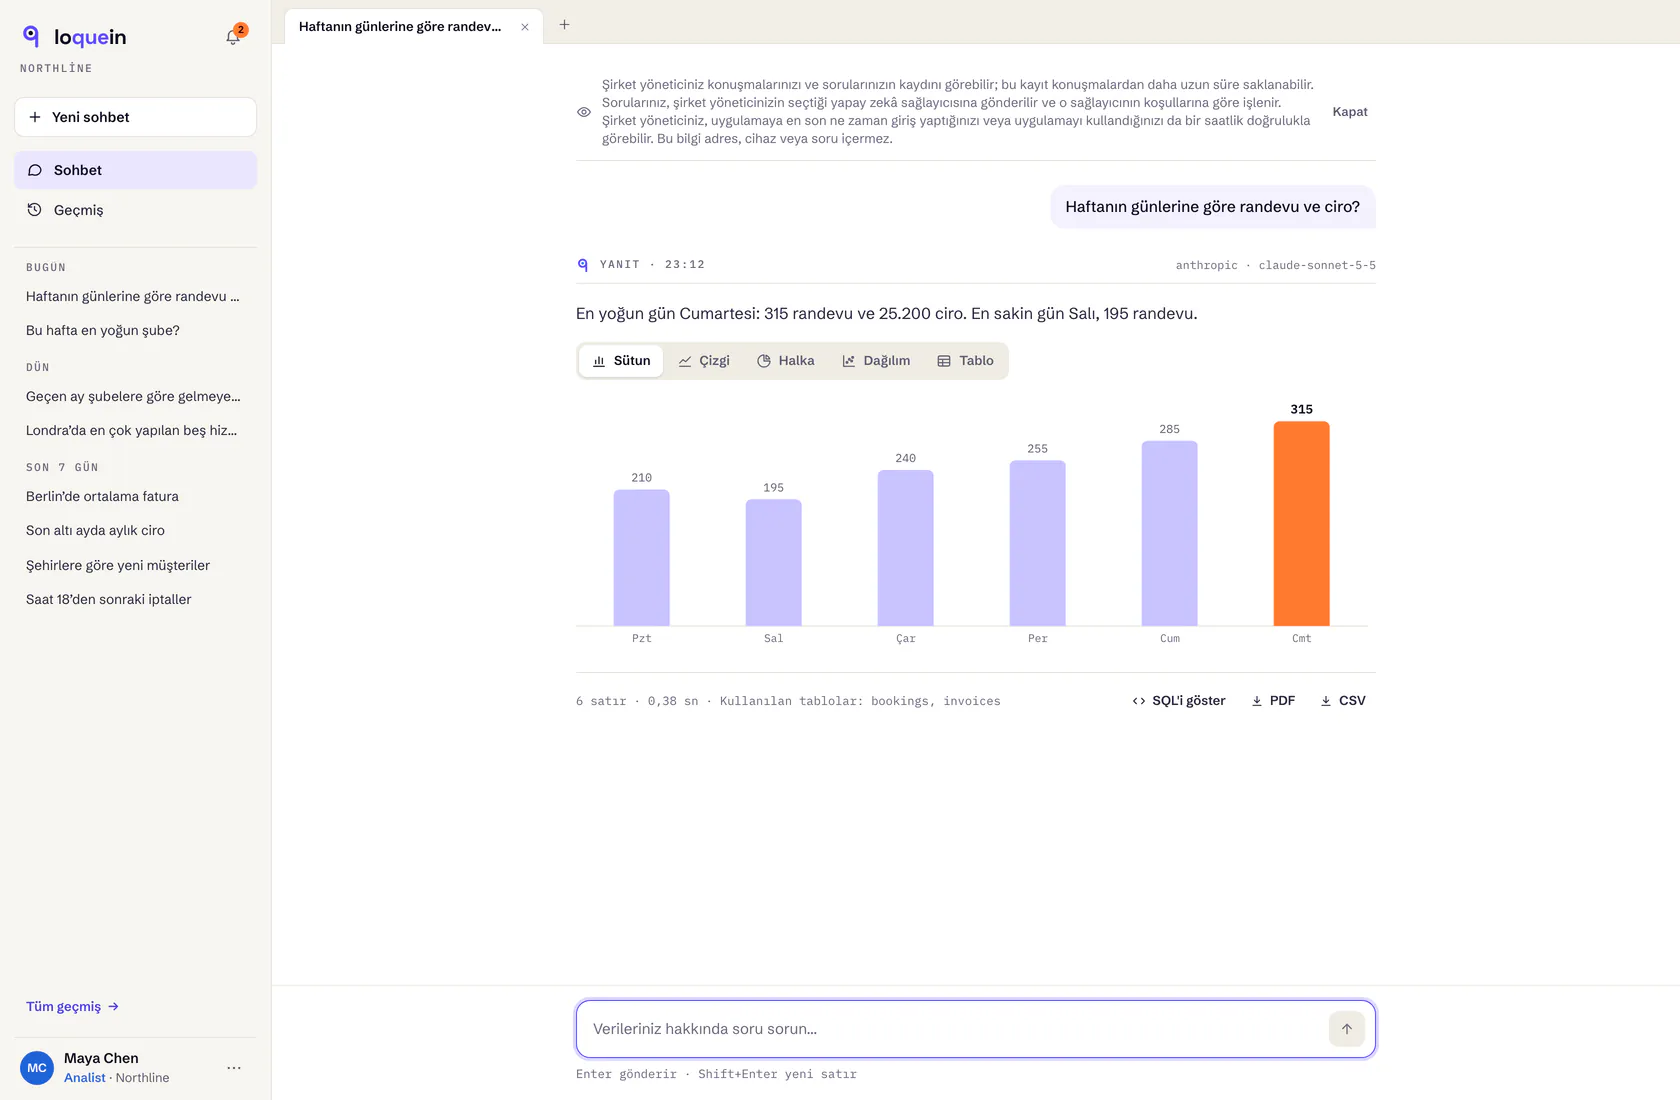 loquein
2
NORTHLİNE
Yeni sohbet
Sohbet
Geçmiş
BUGÜN
Haftanın günlerine göre randevu ...
Bu hafta en yoğun şube?
DÜN
Geçen ay şubelere göre gelmeye...
Londra’da en çok yapılan beş hiz...
SON 7 GÜN
Berlin’de ortalama fatura
Son altı ayda aylık ciro
Şehirlere göre yeni müşteriler
Saat 18’den sonraki iptaller
Tüm geçmiş →
MC
Maya Chen
Analist · Northline
Haftanın günlerine göre randev...
Şirket yöneticiniz konuşmalarınızı ve sorularınızın kaydını görebilir; bu kayıt konuşmalardan daha uzun süre saklanabilir.
Sorularınız, şirket yöneticinizin seçtiği yapay zekâ sağlayıcısına gönderilir ve o sağlayıcının koşullarına göre işlenir.
Şirket yöneticiniz, uygulamaya en son ne zaman giriş yaptığınızı veya uygulamayı kullandığınızı da bir saatlik doğrulukla
görebilir. Bu bilgi adres, cihaz veya soru içermez.
Kapat
Haftanın günlerine göre randevu ve ciro?
YANIT · 23:12
anthropic · claude-sonnet-5-5
En yoğun gün Cumartesi: 315 randevu ve 25.200 ciro. En sakin gün Salı, 195 randevu.
Sütun Çizgi Halka Dağılım Tablo
210 195 240 255 285 315
Pzt Sal Çar Per Cum Cmt
6 satır · 0,38 sn · Kullanılan tablolar: bookings, invoices
SQL'i göster PDF CSV
Verileriniz hakkında soru sorun...
Enter gönderir · Shift+Enter yeni satır